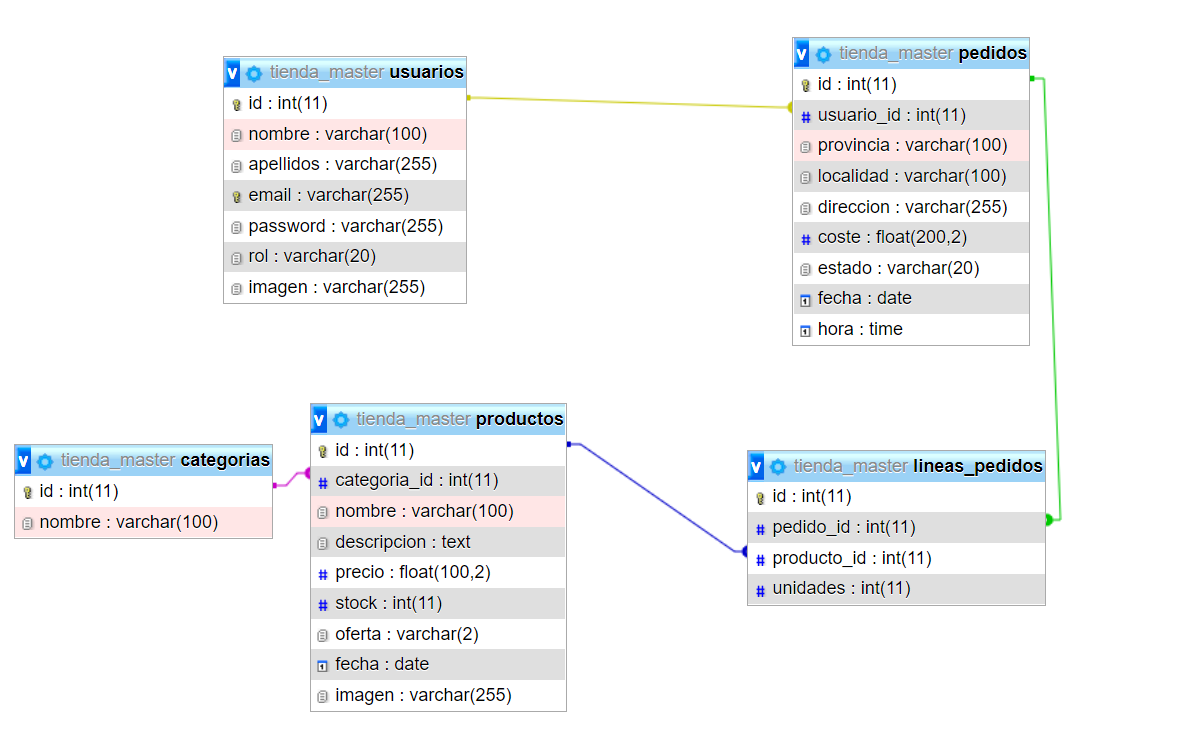 v tienda_master usuarios
id : int(11)
nombre : varchar(100)
apellidos : varchar(255)
email : varchar(255)
password : varchar(255)
rol : varchar(20)
imagen : varchar(255)
v tienda_master pedidos
id : int(11)
# usuario_id : int(11)
provincia : varchar(100)
localidad : varchar(100)
direccion : varchar(255)
# coste : float(200,2)
estado : varchar(20)
1 fecha : date
1 hora : time
v tienda_master categorias
id : int(11)
nombre : varchar(100)
v tienda_master productos
id : int(11)
# categoria_id : int(11)
nombre : varchar(100)
descripcion : text
# precio : float(100,2)
# stock : int(11)
oferta : varchar(2)
1 fecha : date
imagen : varchar(255)
v tienda_master lineas_pedidos
id : int(11)
# pedido_id : int(11)
# producto_id : int(11)
# unidades : int(11)